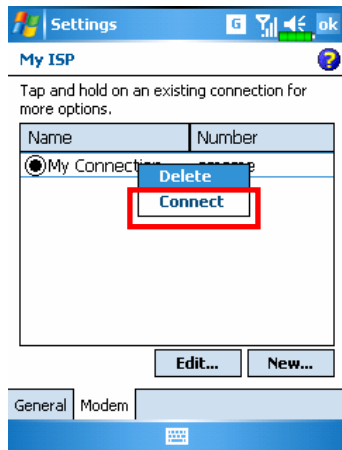 Settings G ok
My ISP ?
Tap and hold on an existing connection for
more options.
Name Number
My Connection
Delete
Connect
Edit... New...
General Modem